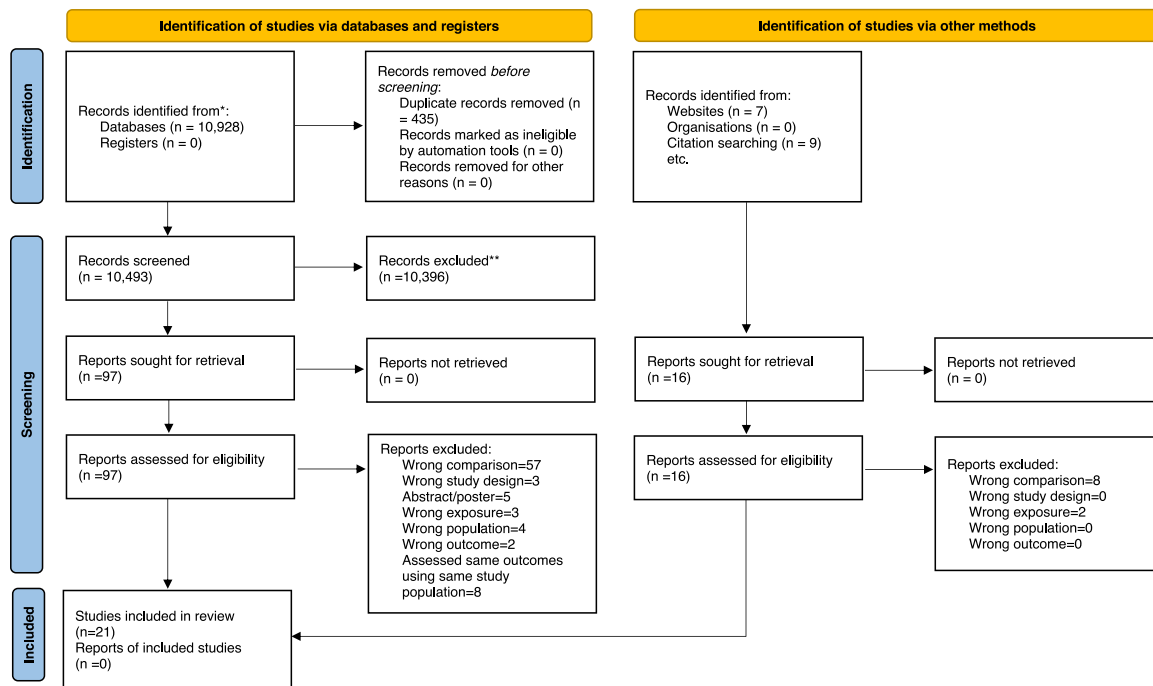 Identification of studies via databases and registers
Identification of studies via other methods
Identification
Records identified from*:
Databases (n = 10,928)
Registers (n = 0)
Records removed before
screening:
Duplicate records removed (n
= 435)
Records marked as ineligible
by automation tools (n = 0)
Records removed for other
reasons (n = 0)
Records identified from:
Websites (n = 7)
Organisations (n = 0)
Citation searching (n = 9)
etc.
Screening
Records screened
(n = 10,493)
Records excluded**
(n =10,396)
Reports sought for retrieval
(n =97)
Reports not retrieved
(n = 0)
Reports sought for retrieval
(n =16)
Reports not retrieved
(n = 0)
Reports assessed for eligibility
(n =97)
Reports excluded:
Wrong comparison=57
Wrong study design=3
Abstract/poster=5
Wrong exposure=3
Wrong population=4
Wrong outcome=2
Assessed same outcomes
using same study
population=8
Reports assessed for eligibility
(n =16)
Reports excluded:
Wrong comparison=8
Wrong study design=0
Wrong exposure=2
Wrong population=0
Wrong outcome=0
Included
Studies included in review
(n=21)
Reports of included studies
(n =0)